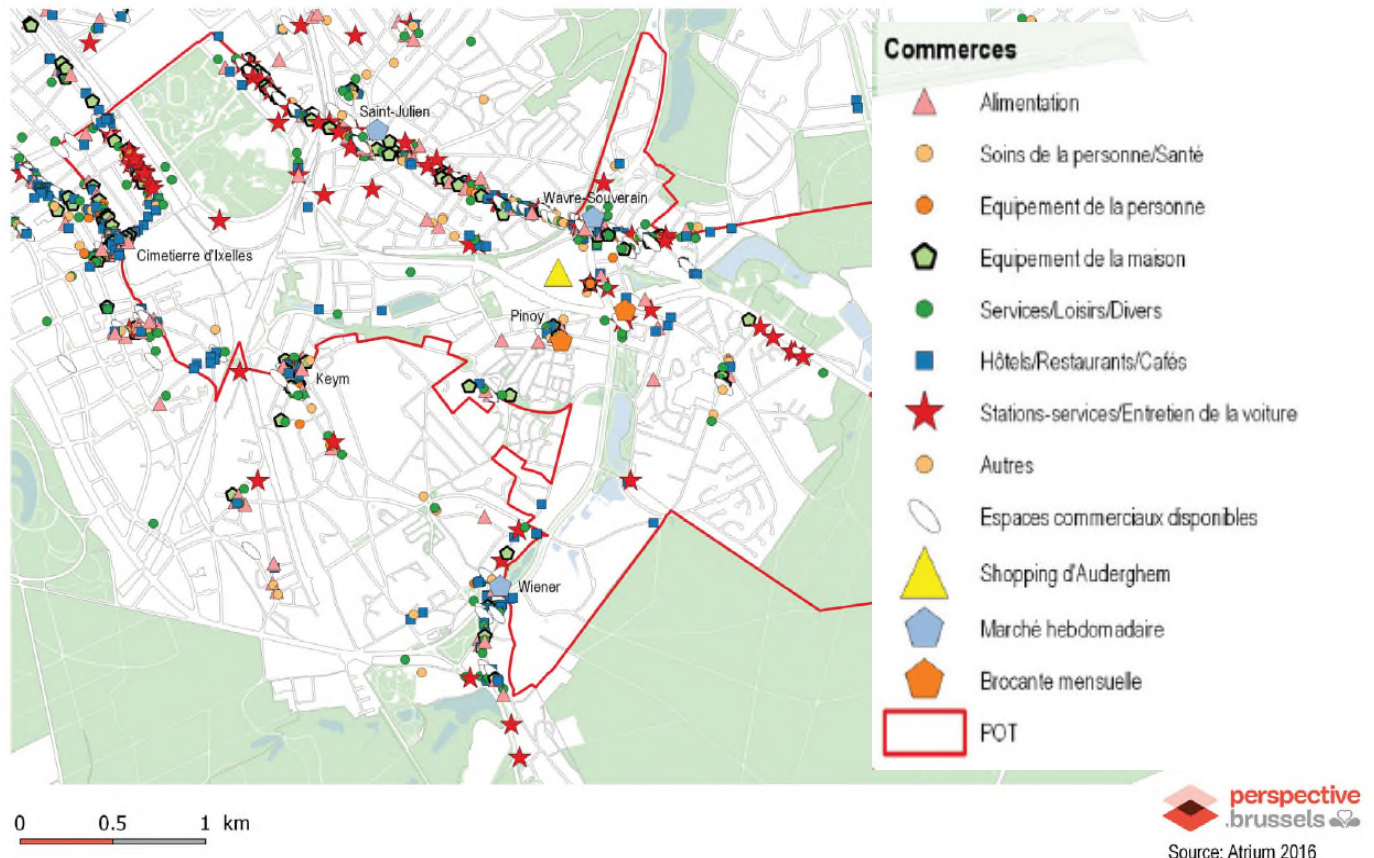 Commerces
Alimentation
Soins de la personne/Santé
Equipement de la personne
Equipement de la maison
Services/Loisirs/Divers
Hôtels/Restaurants/Cafés
Stations-services/Entretien de la voiture
Autres
Espaces commerciaux disponibles
Shopping d'Auderghem
Marché hebdomadaire
Brocante mensuelle
POT
Saint-Julien
Wavre-Souverain
Cimetierre d'Ixelles
Pinoy
Keym
Wiener
0 0.5 1 km
perspective
.brussels
Source: Atrium 2016